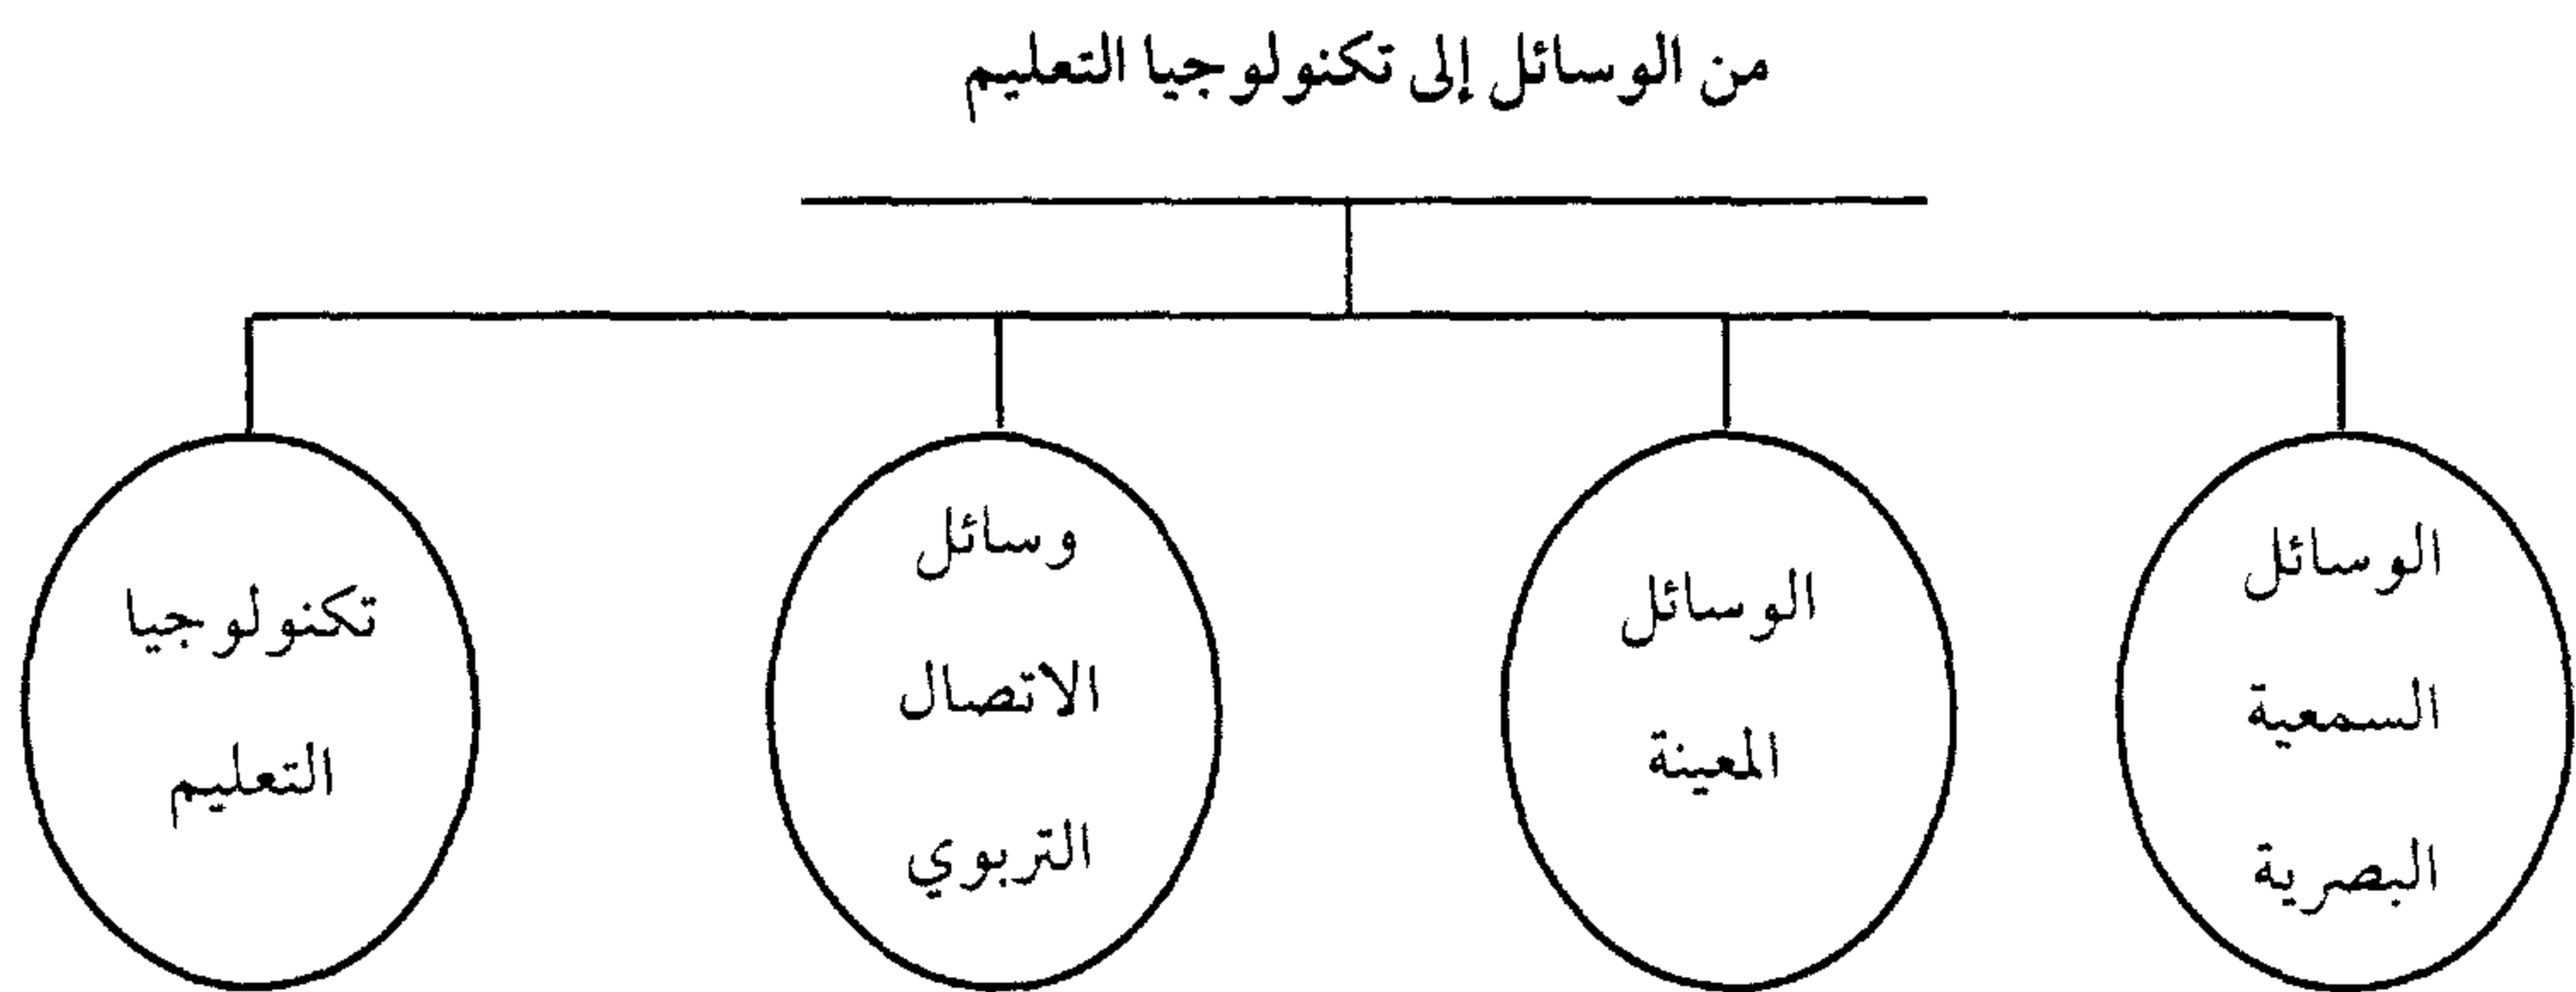 من الوسائل إلى تكنولوجيا التعليم
الوسائل
السمعية
البصرية
الوسائل
المعينة
وسائل
الاتصال
التربوي
تكنولوجيا
التعليم